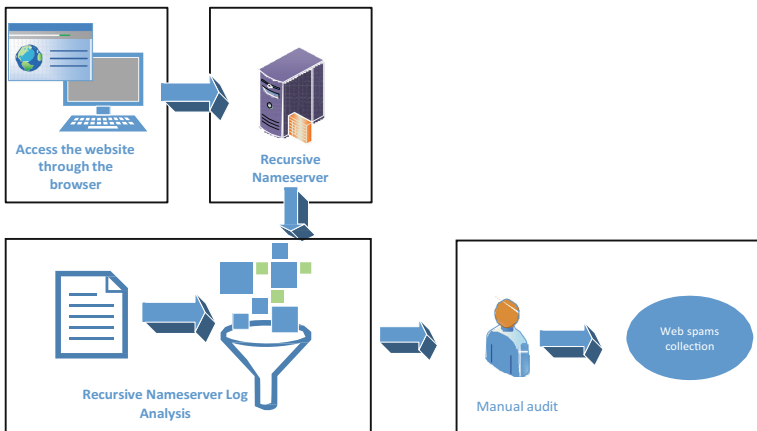 Access the website
through the
browser
Recursive
Nameserver
Recursive Nameserver Log
Analysis
Manual audit
Web spams
collection